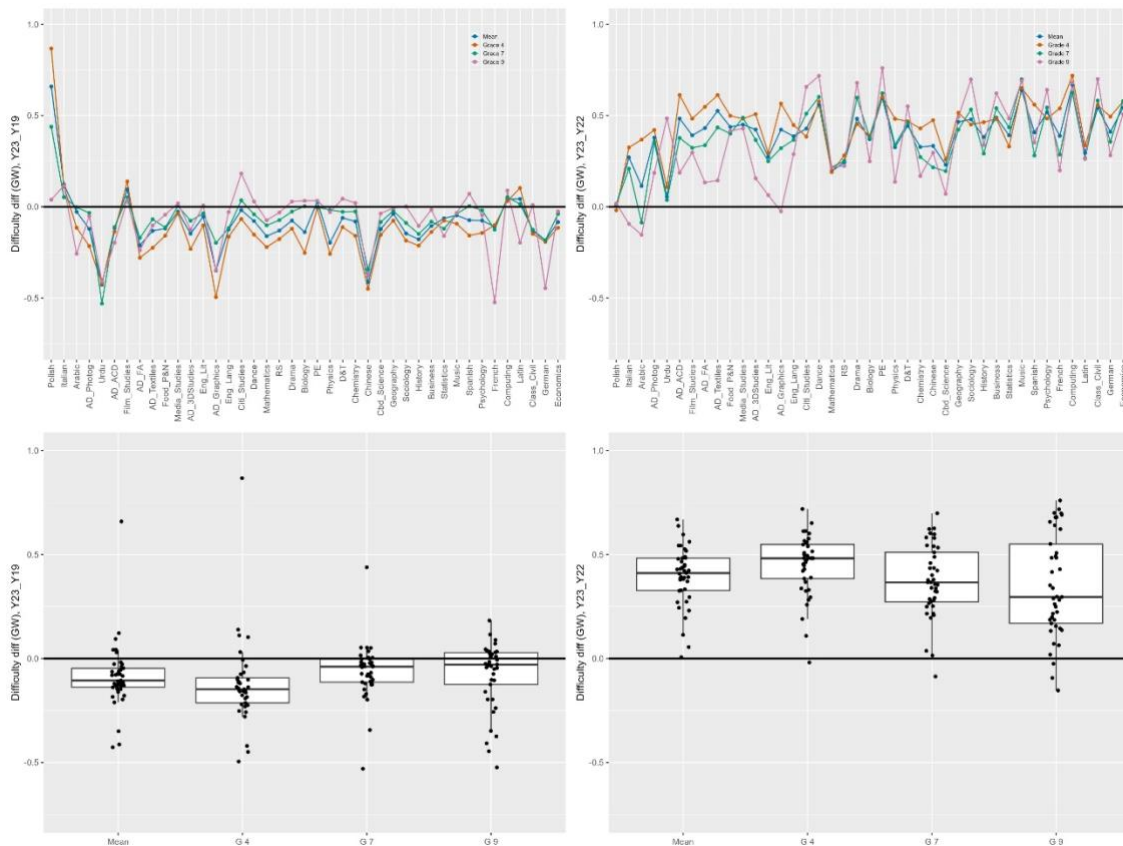 Difficulty diff (GW), Y23_Y19
1.0
0.5
0.0
-0.5
Mean
Grade 4
Grade 7
Grade 9
Polish
Italian
Arabic
AD_Photog
Urdu
AD_ACD
Film_Studies
AD_FA
AD_Textiles
Food_P&N
Media_Studies
AD_3DStudies
Eng_Lit
AD_Graphics
Eng_Lang
Citi_Studies
Dance
Mathematics
RS
Drama
Biology
PE
Physics
D&T
Chemistry
Chinese
Cbd_Science
Geography
Sociology
History
Business
Statistics
Music
Spanish
Psychology
French
Computing
Latin
Class_Civil
German
Economics
Difficulty diff (GW), Y23_Y22
1.0
0.5
0.0
-0.5
Mean
Grade 4
Grade 7
Grade 9
Polish
Italian
Arabic
AD_Photog
Urdu
AD_ACD
Film_Studies
AD_FA
AD_Textiles
Food_P&N
Media_Studies
AD_3DStudies
Eng_Lit
AD_Graphics
Eng_Lang
Citi_Studies
Dance
Mathematics
RS
Drama
Biology
PE
Physics
D&T
Chemistry
Chinese
Cbd_Science
Geography
Sociology
History
Business
Statistics
Music
Spanish
Psychology
French
Computing
Latin
Class_Civil
German
Difficulty diff (GW), Y23_Y19
1.0
0.5
0.0
-0.5
Mean G 4 G 7 G 9
Difficulty diff (GW), Y23_Y22
1.0
0.5
0.0
-0.5
Mean G 4 G 7 G 9